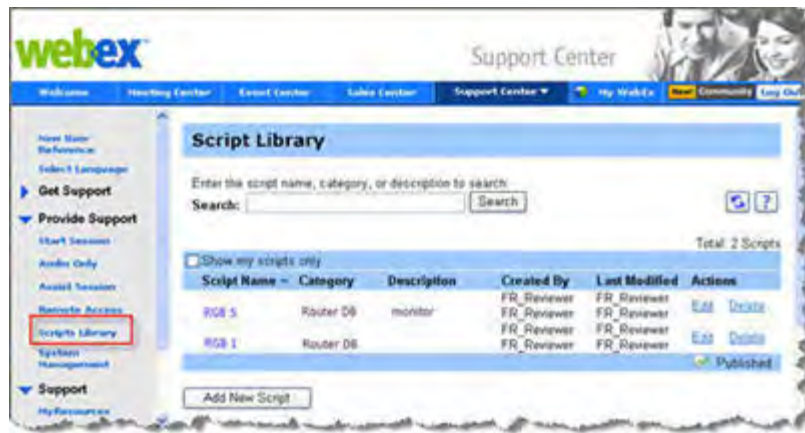 webex
Support Center
Welcome Meeting Center Event Center Sales Center Support Center My WebEx New Community Log Out
New User
Reference
Select Language
Get Support
Provide Support
Start Session
Audio Only
Assist Session
Remote Access
Scripts Library
System
Management
Support
MyResources
Script Library
Enter the script name, category, or description to search:
Search: Search
?
Total: 2 Scripts
Show my scripts only
Script Name Category Description Created By Last Modified Actions
RGB 5 Router DB monitor FR_Reviewer FR_Reviewer FR_Reviewer FR_Reviewer Edit Delete
RGB 1 Router DB FR_Reviewer FR_Reviewer FR_Reviewer FR_Reviewer Edit Delete
Published
Add New Script